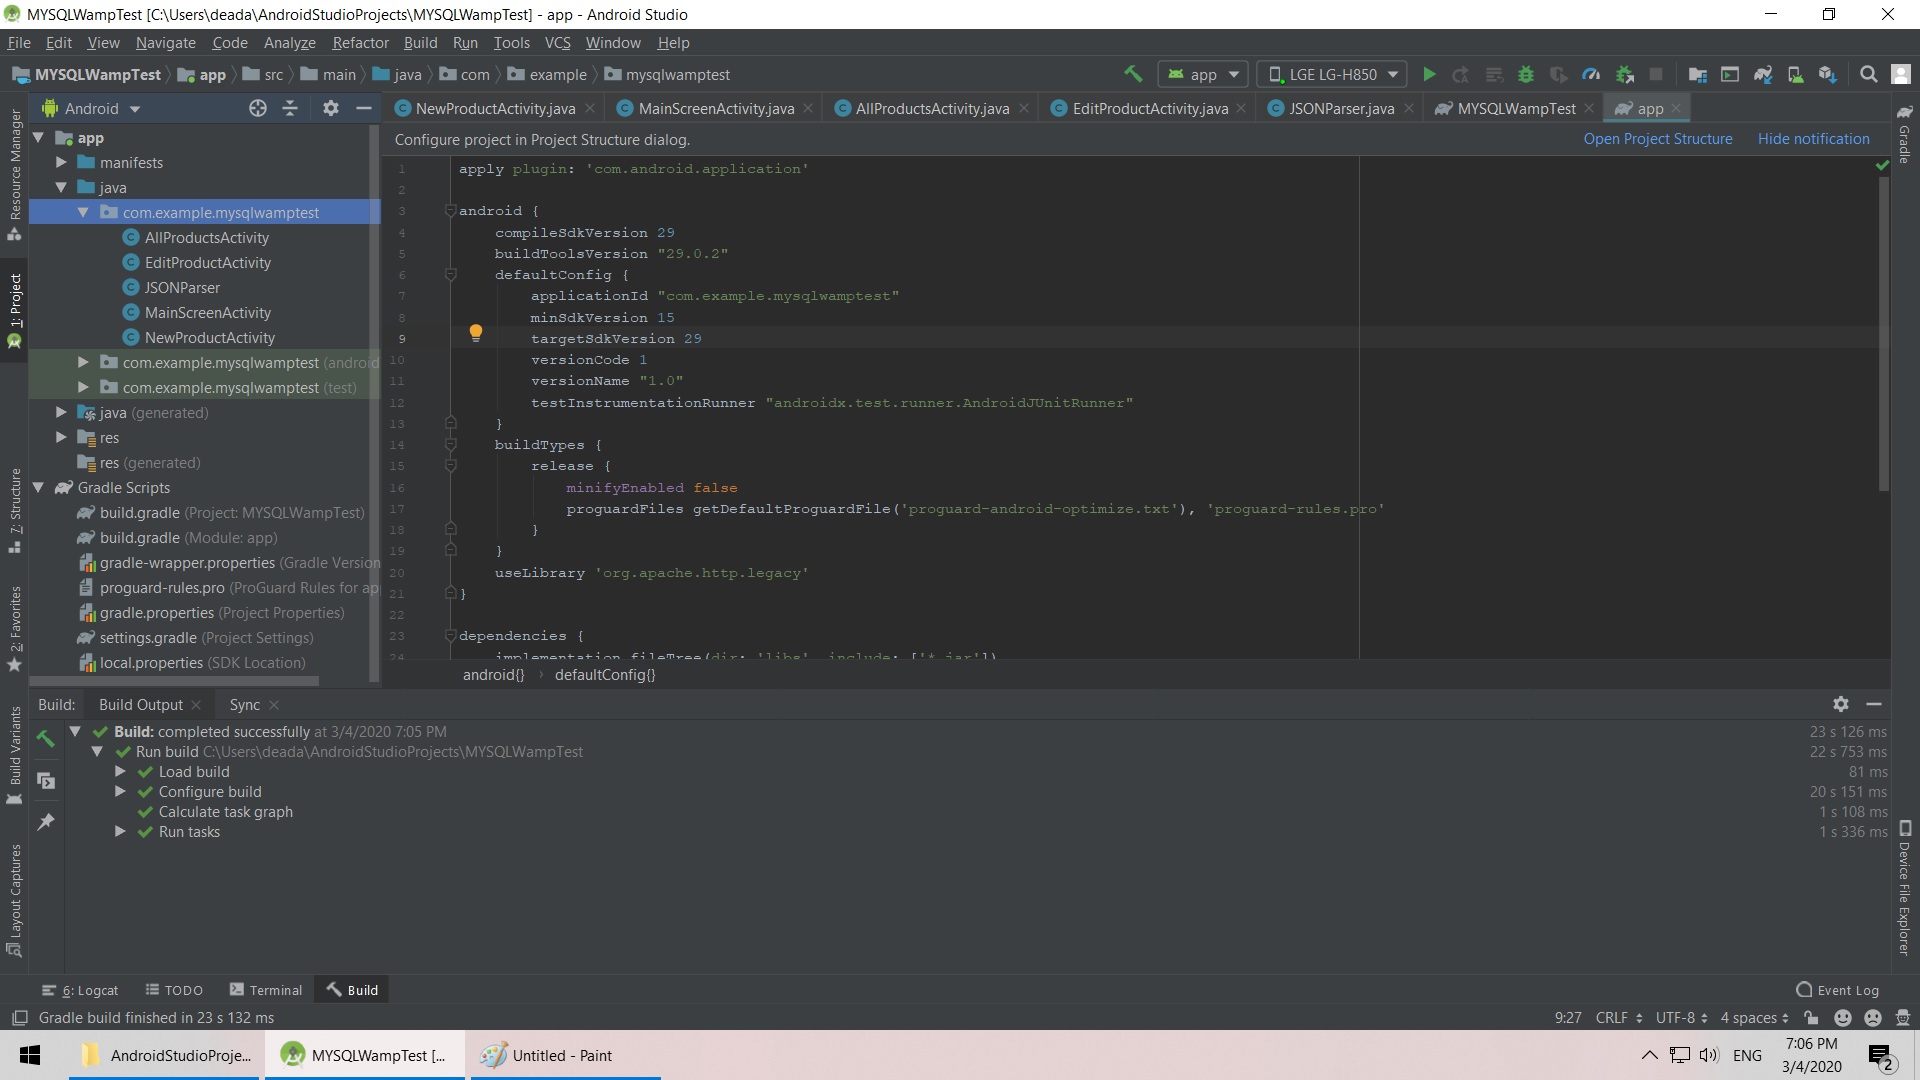 MYSQLWampTest [C:\Users\deada\AndroidStudioProjects\MYSQLWampTest] - app - Android Studio
File Edit View Navigate Code Analyze Refactor Build Run Tools VCS Window Help
MYSQLWampTest app src main java com example mysqlwamptest app LGE LG-H850
Android
NewProductActivity.java MainScreenActivity.java AllProductsActivity.java EditProductActivity.java JSONParser.java MYSQLWampTest app
Configure project in Project Structure dialog. Open Project Structure Hide notification
Resource Manager
1: Project
7: Structure
2: Favorites
Build Variants
Layout Captures
app
manifests
java
com.example.mysqlwamptest
AllProductsActivity
EditProductActivity
JSONParser
MainScreenActivity
NewProductActivity
com.example.mysqlwamptest (android
com.example.mysqlwamptest (test)
java (generated)
res
res (generated)
Gradle Scripts
build.gradle (Project: MYSQLWampTest)
build.gradle (Module: app)
gradle-wrapper.properties (Gradle Version
proguard-rules.pro (ProGuard Rules for app
gradle.properties (Project Properties)
settings.gradle (Project Settings)
local.properties (SDK Location)
1 apply plugin: 'com.android.application'
2
3 android {
4 compileSdkVersion 29
5 buildToolsVersion "29.0.2"
6 defaultConfig {
7 applicationId "com.example.mysqlwamptest"
8 minSdkVersion 15
9 targetSdkVersion 29
10 versionCode 1
11 versionName "1.0"
12 testInstrumentationRunner "androidx.test.runner.AndroidJUnitRunner"
13 }
14 buildTypes {
15 release {
16 minifyEnabled false
17 proguardFiles getDefaultProguardFile('proguard-android-optimize.txt'), 'proguard-rules.pro'
18 }
19 }
20 useLibrary 'org.apache.http.legacy'
21 }
22
23 dependencies {
24 implementation fileTree(dir: 'libs', include: ['*.jar'])
android{} › defaultConfig{}
Gradle
Device File Explorer
Build: Build Output Sync
Build: completed successfully at 3/4/2020 7:05 PM 23 s 126 ms
Run build C:\Users\deada\AndroidStudioProjects\MYSQLWampTest 22 s 753 ms
Load build 81 ms
Configure build 20 s 151 ms
Calculate task graph 1 s 108 ms
Run tasks 1 s 336 ms
6: Logcat TODO Terminal Build Event Log
Gradle build finished in 23 s 132 ms 9:27 CRLF UTF-8 4 spaces
AndroidStudioProje... MYSQLWampTest [... Untitled - Paint ENG 7:06 PM
3/4/2020 2